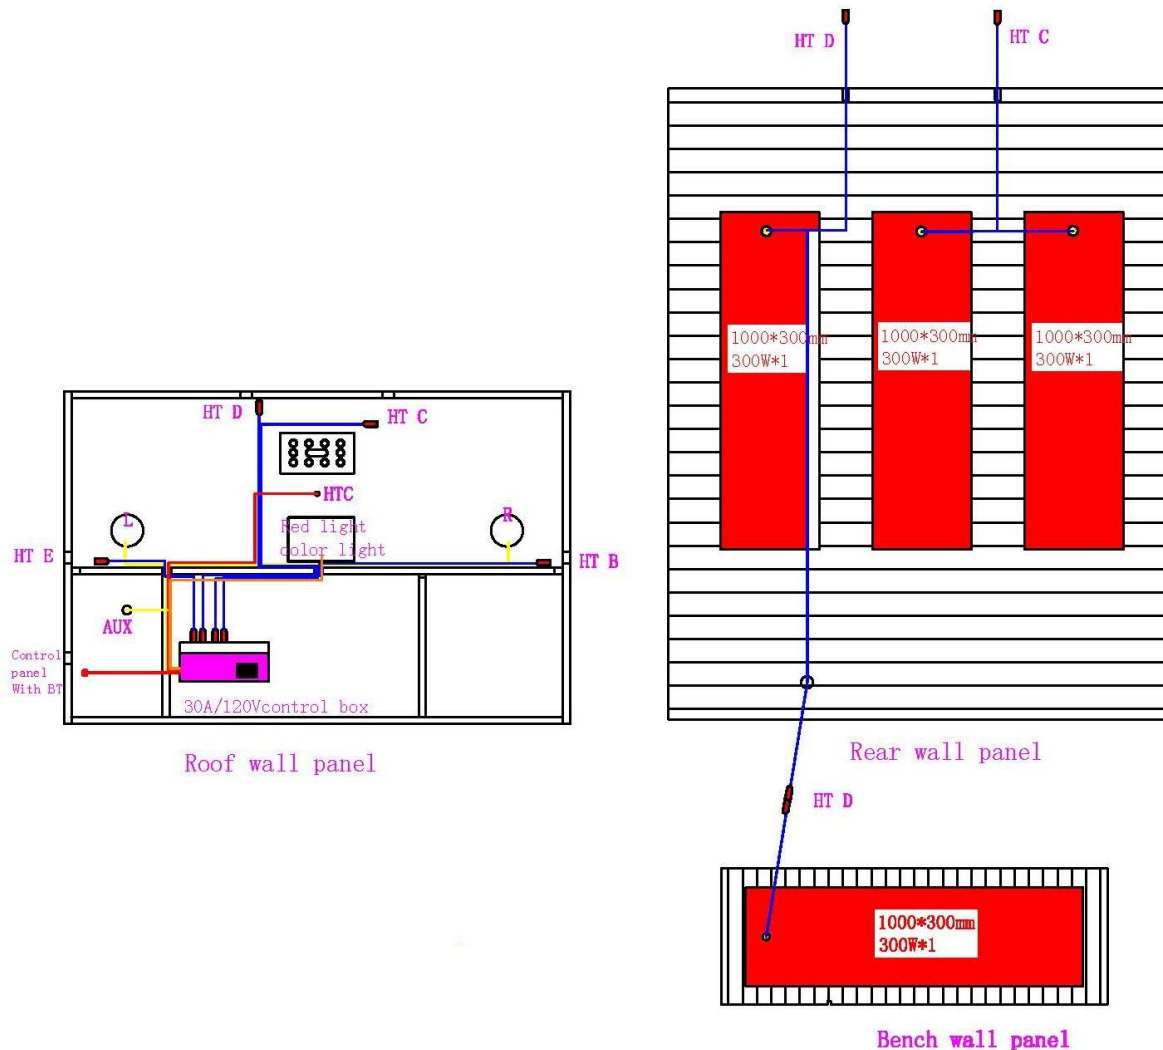 HT D
HT C
HT D
HT C
HTC
L
R
Red light
color light
HT E
HT B
AUX
Control
panel
With BT
30A/120Vcontrol box
Roof wall panel
1000*300mm
300W*1
1000*300mm
300W*1
1000*300mm
300W*1
Rear wall panel
HT D
1000*300mm
300W*1
Bench wall panel